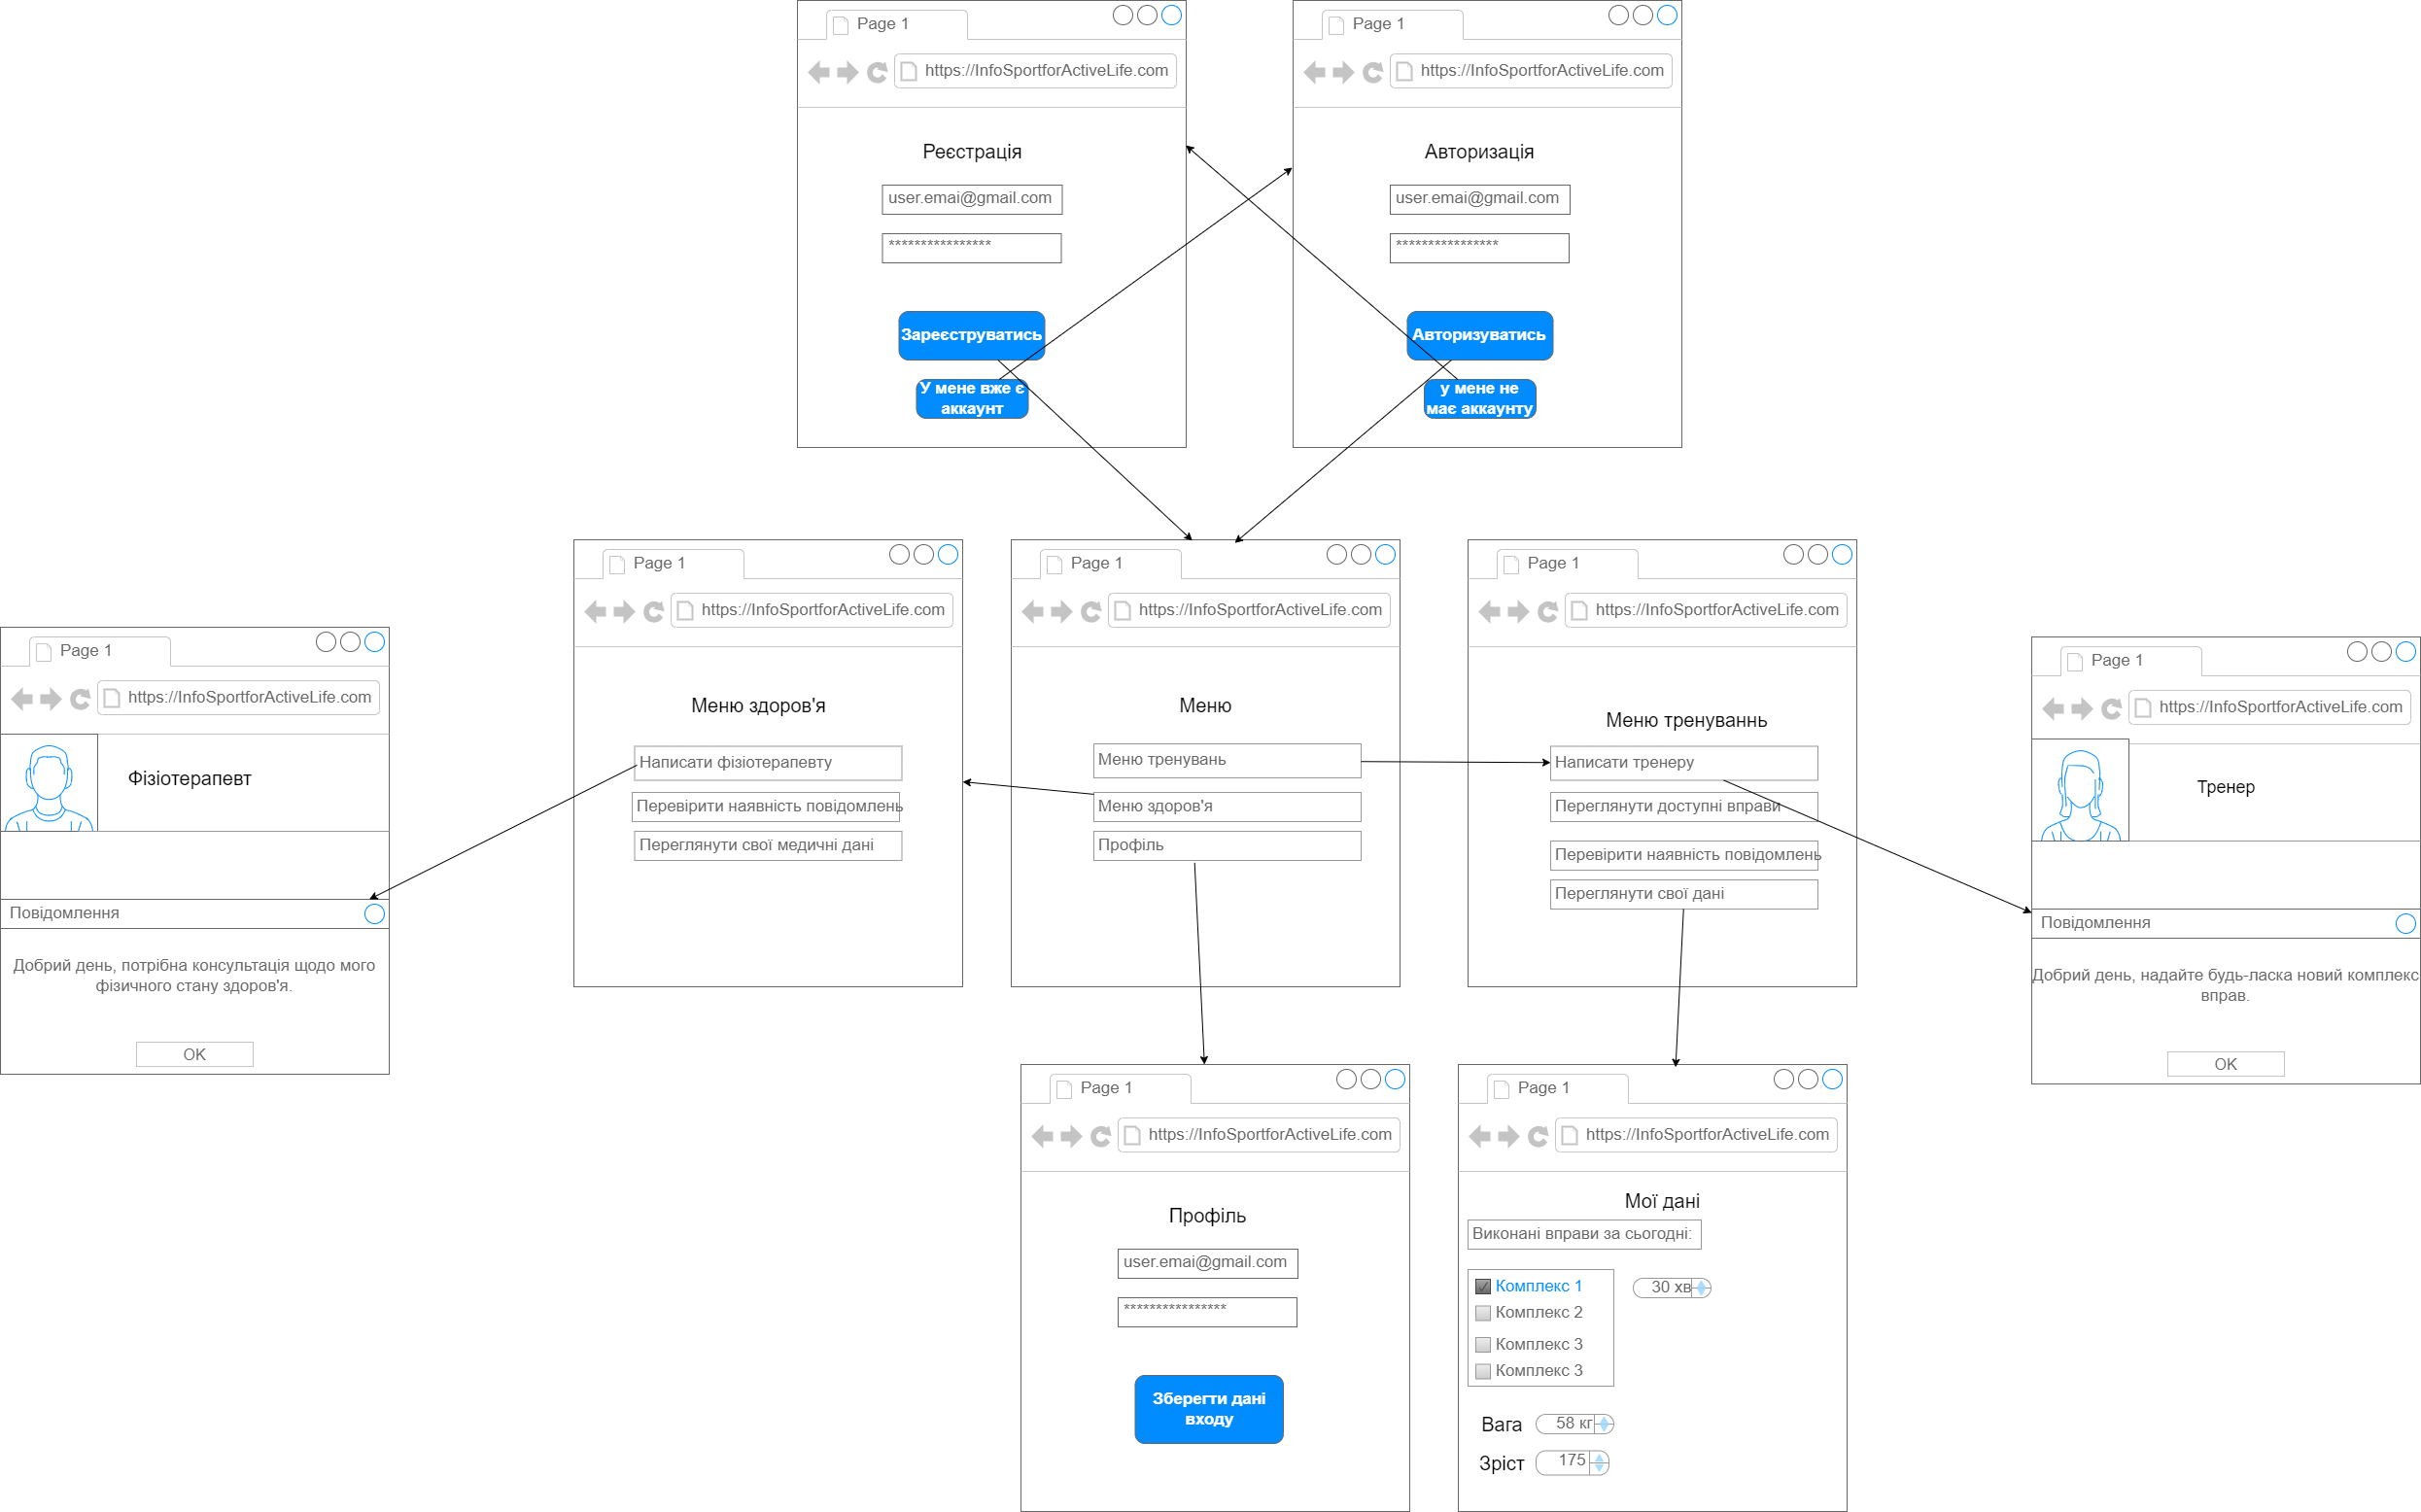 Page 1
https://InfoSportforActiveLife.com
Реєстрація
user.emai@gmail.com
****************
Зареєструватись
У мене вже є
аккаунт
Page 1
https://InfoSportforActiveLife.com
Авторизація
user.emai@gmail.com
****************
Авторизуватись
у мене не
має аккаунту
Page 1
https://InfoSportforActiveLife.com
Фізіотерапевт
Повідомлення
Добрий день, потрібна консультація щодо мого
фізичного стану здоров'я.
OK
Page 1
https://InfoSportforActiveLife.com
Меню здоров'я
Написати фізіотерапевту
Перевірити наявність повідомлень
Переглянути свої медичні дані
Page 1
https://InfoSportforActiveLife.com
Меню
Меню тренувань
Меню здоров'я
Профіль
Page 1
https://InfoSportforActiveLife.com
Меню тренуваннь
Написати тренеру
Переглянути доступні вправи
Перевірити наявність повідомлень
Переглянути свої дані
Page 1
https://InfoSportforActiveLife.com
Тренер
Повідомлення
Добрий день, надайте будь-ласка новий комплекс
вправ.
OK
Page 1
https://InfoSportforActiveLife.com
Профіль
user.emai@gmail.com
****************
Зберегти дані
входу
Page 1
https://InfoSportforActiveLife.com
Мої дані
Виконані вправи за сьогодні:
Комплекс 1
30 хв
Комплекс 2
Комплекс 3
Комплекс 3
Вага
58 кг
Зріст
175